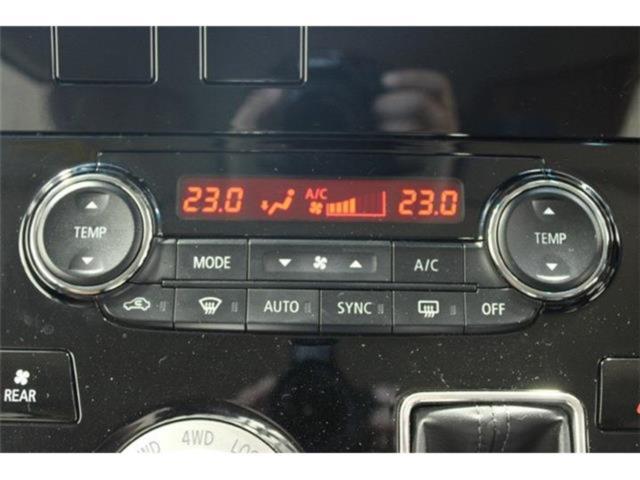 23.0 A/C 23.0
TEMP TEMP
MODE A/C
AUTO SYNC OFF
REAR
4WD